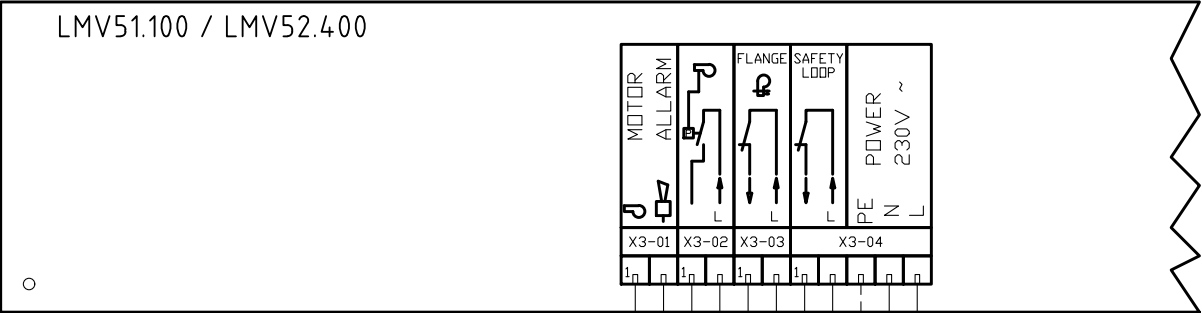 LMV51.100 / LMV52.400
MOTOR
ALLARM
FLANGE
SAFETY
LOOP
POWER
230V ~
L
L
L
PE
N
L
X3-01
X3-02
X3-03
X3-04
1
1
1
1